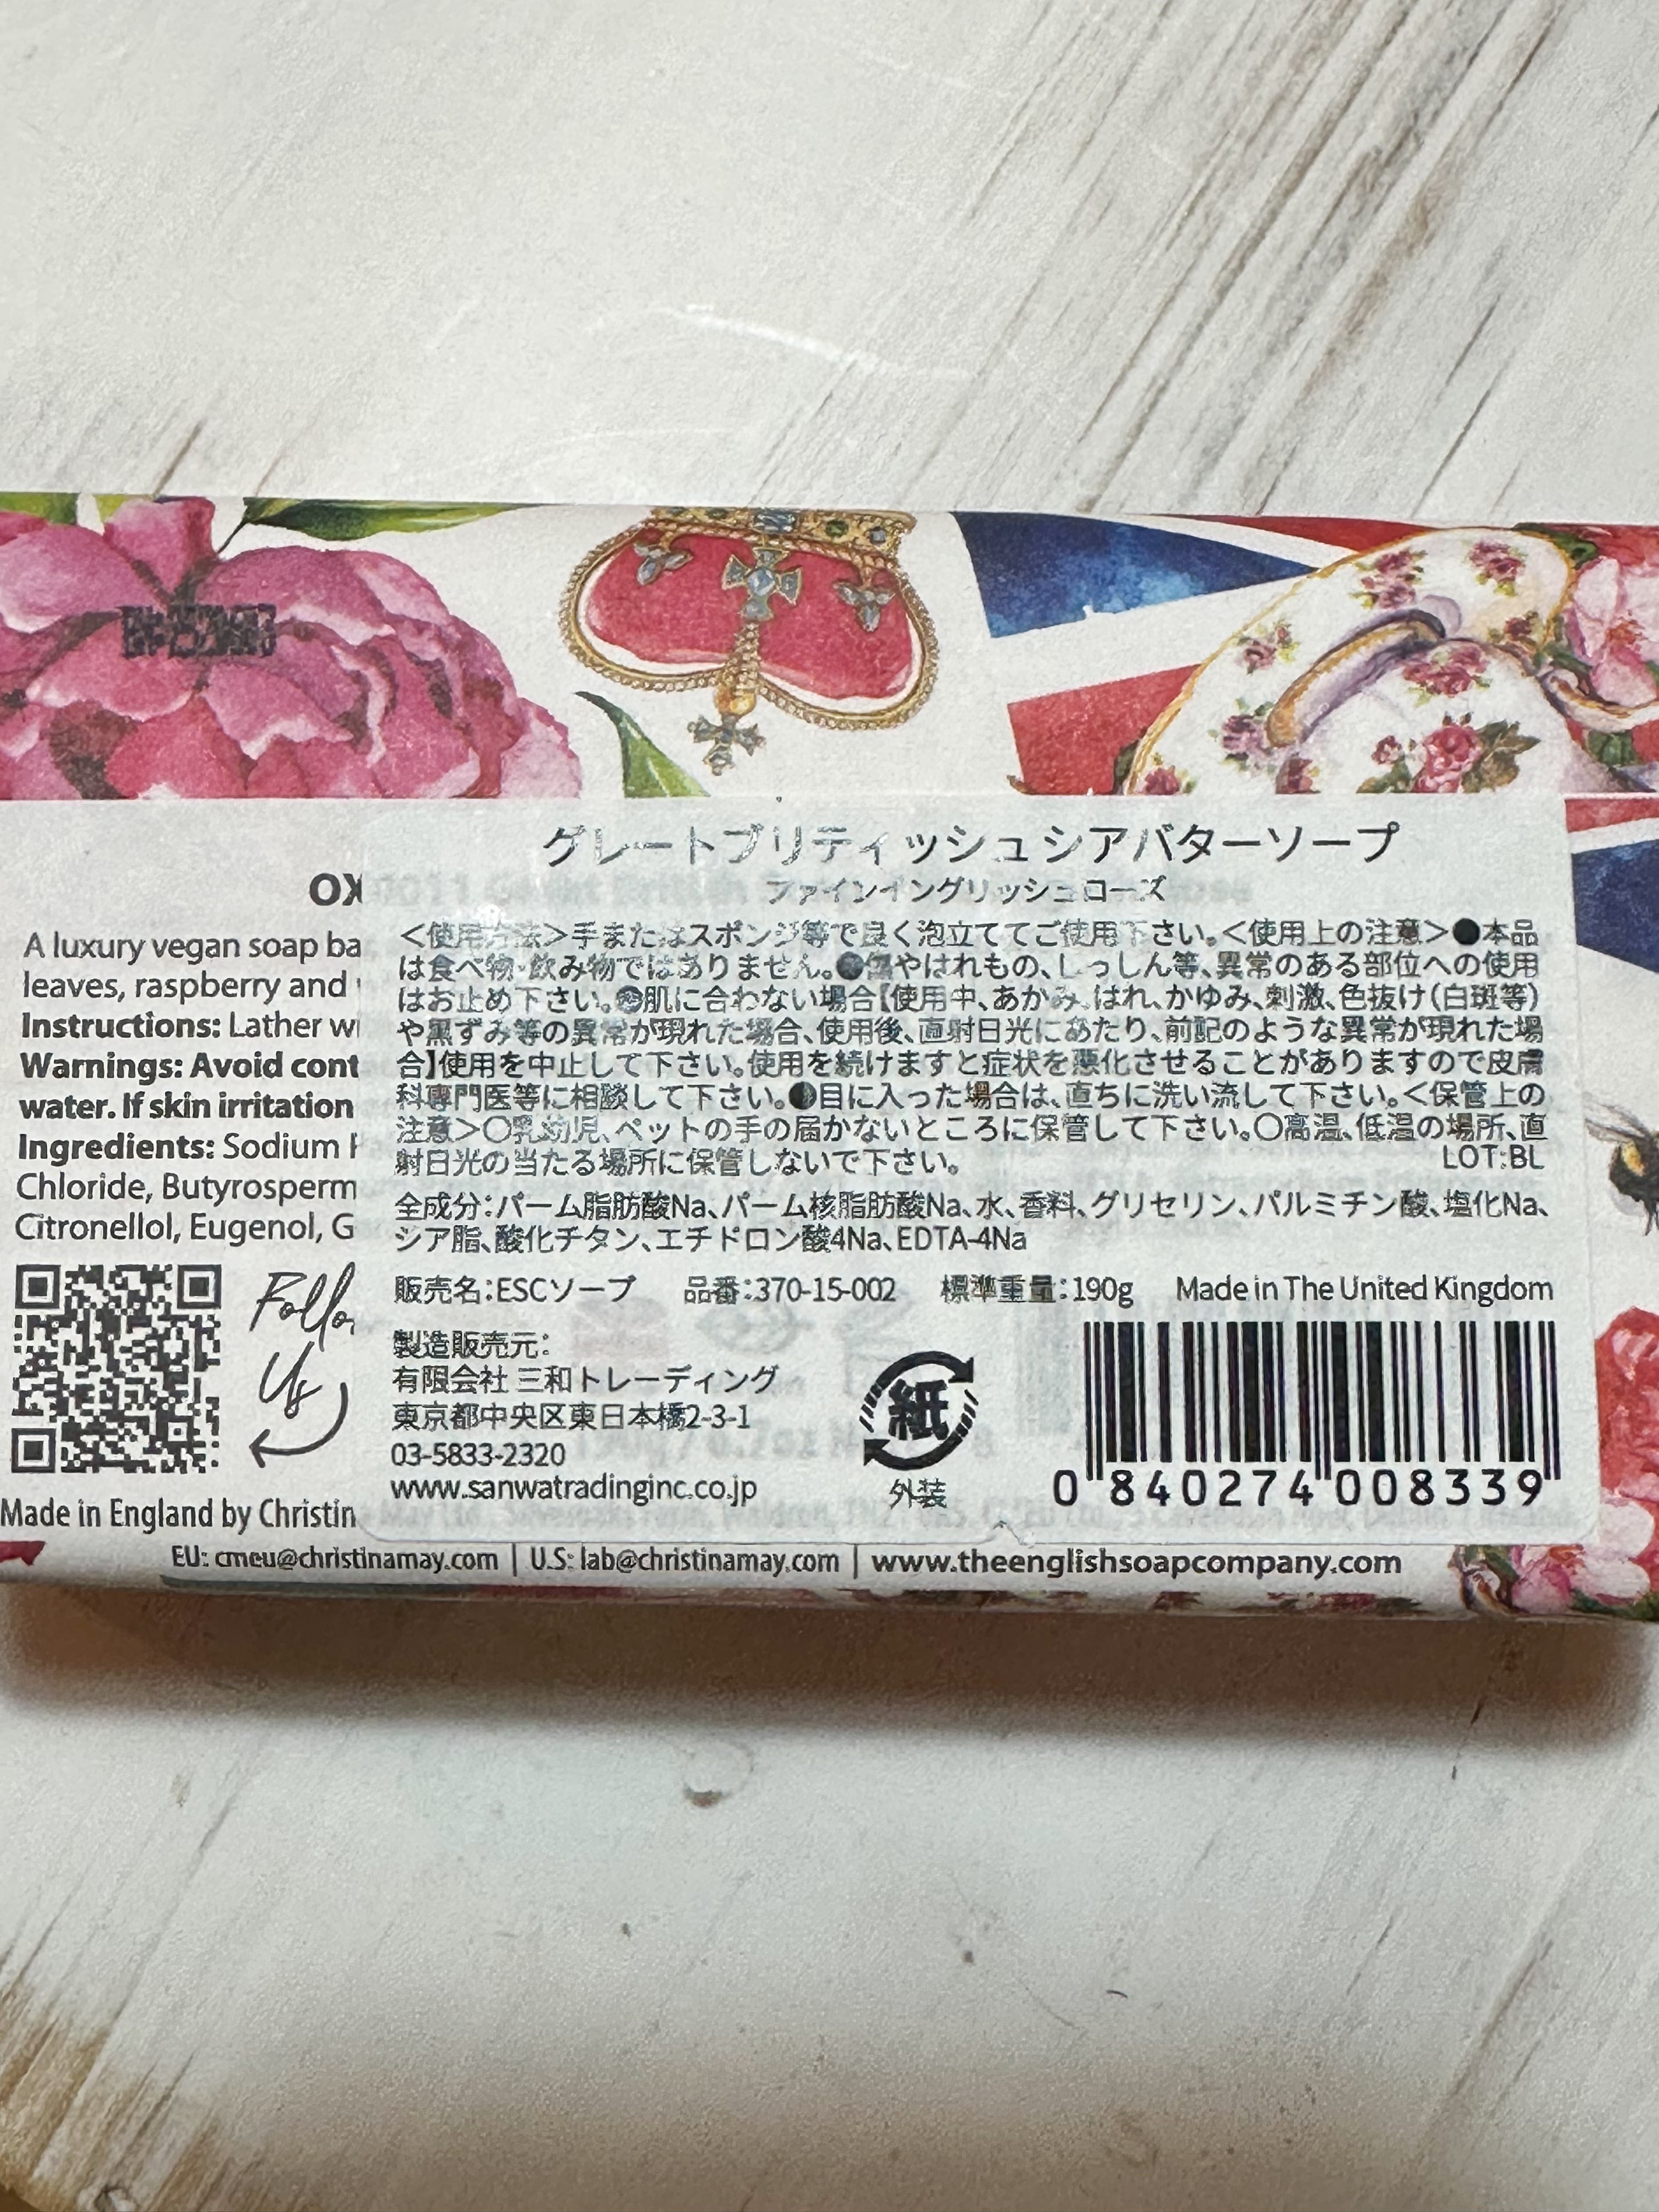 グレートブリティッシュシアバターソープ
ファインイングリッシュローズ
<使用方法>手またはスポンジ等で良く泡立ててご使用下さい。<使用上の注意>●本品
は食べ物・飲み物ではありません。●傷やはれもの、しっしん等、異常のある部位への使用
はお止め下さい。●肌に合わない場合【使用中、あかみ、はれ、かゆみ、刺激、色抜け(白斑等)
や黒ずみ等の異常が現れた場合、使用後、直射日光にあたり、前記のような異常が現れた場
合】使用を中止して下さい。使用を続けますと症状を悪化させることがありますので皮膚
科専門医等に相談して下さい。●目に入った場合は、直ちに洗い流して下さい。<保管上の
注意>〇乳幼児、ペットの手の届かないところに保管して下さい。〇高温、低温の場所、直
射日光の当たる場所に保管しないで下さい。 LOT:BL
全成分:パーム脂肪酸Na、パーム核脂肪酸Na、水、香料、グリセリン、パルミチン酸、塩化Na、
シア脂、酸化チタン、エチドロン酸4Na、EDTA-4Na
販売名:ESCソープ 品番:370-15-002 標準重量:190g Made in The United Kingdom
製造販売元:
有限会社 三和トレーディング
東京都中央区東日本橋2-3-1
03-5833-2320
www.sanwatradinginc.co.jp
紙
外装
0 840274 008339
A luxury vegan soap ba
leaves, raspberry and
Instructions: Lather wi
Warnings: Avoid cont
water. If skin irritation
Ingredients: Sodium P
Chloride, Butyrosperm
Citronellol, Eugenol, G
Follo
Us
Made in England by Christin
EU: cmeu@christinamay.com | U.S: lab@christinamay.com | www.theenglishsoapcompany.com